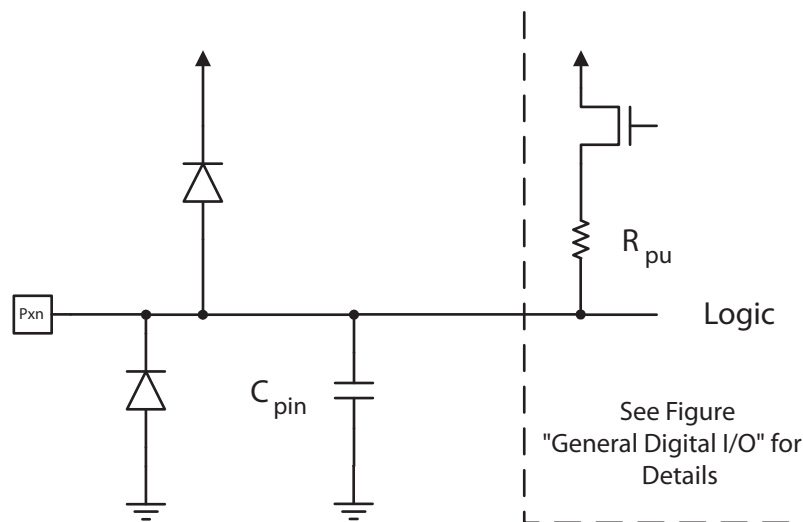 R pu
Pxn
Logic
C pin
See Figure
"General Digital I/O" for
Details